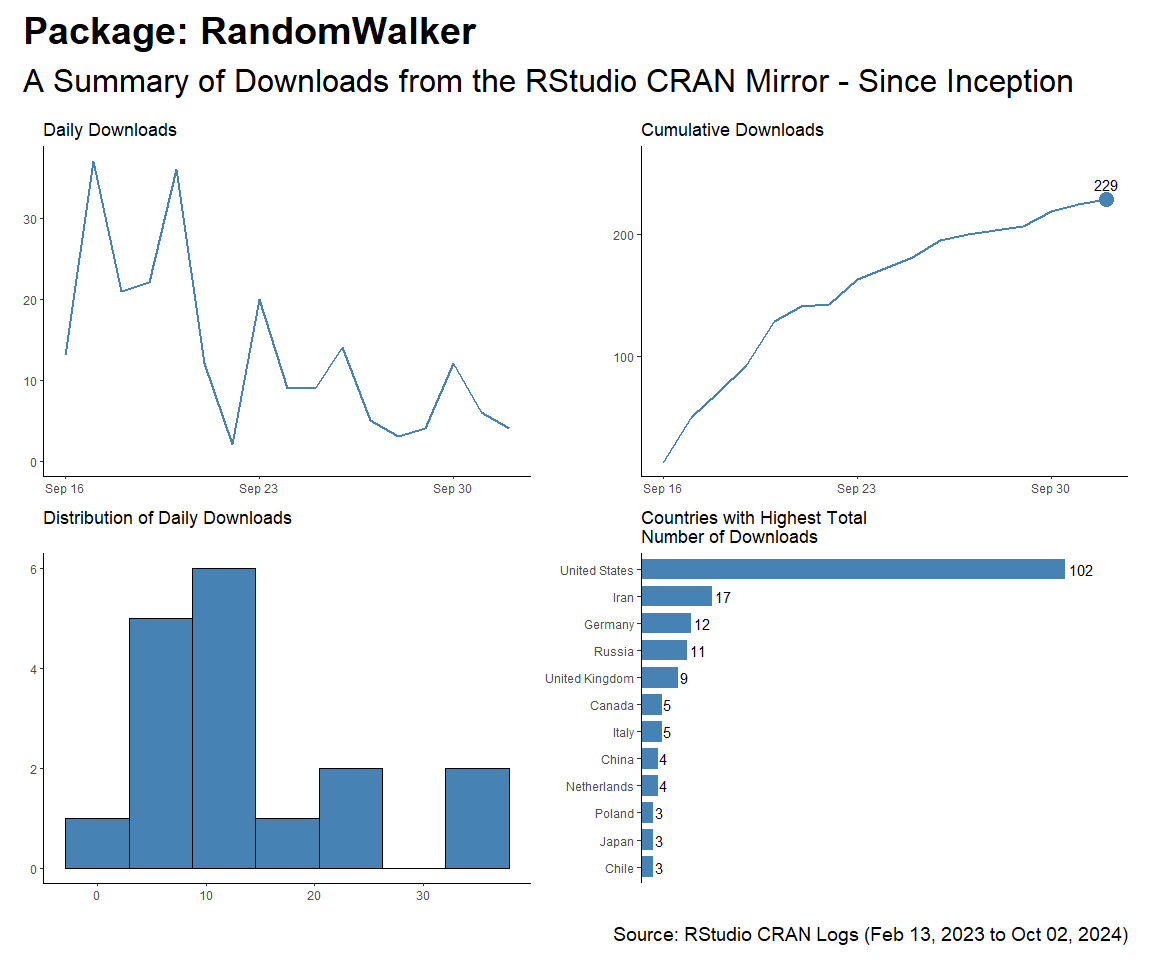 Package: RandomWalker
A Summary of Downloads from the RStudio CRAN Mirror - Since Inception
Daily Downloads
30
20
10
0
Sep 16
Sep 23
Sep 30
Cumulative Downloads
229
200
100
Sep 16
Sep 23
Sep 30
Distribution of Daily Downloads
6
4
2
0
0
10
20
30
Countries with Highest Total
Number of Downloads
United States 102
Iran 17
Germany 12
Russia 11
United Kingdom 9
Canada 5
Italy 5
China 4
Netherlands 4
Poland 3
Japan 3
Chile 3
Source: RStudio CRAN Logs (Feb 13, 2023 to Oct 02, 2024)